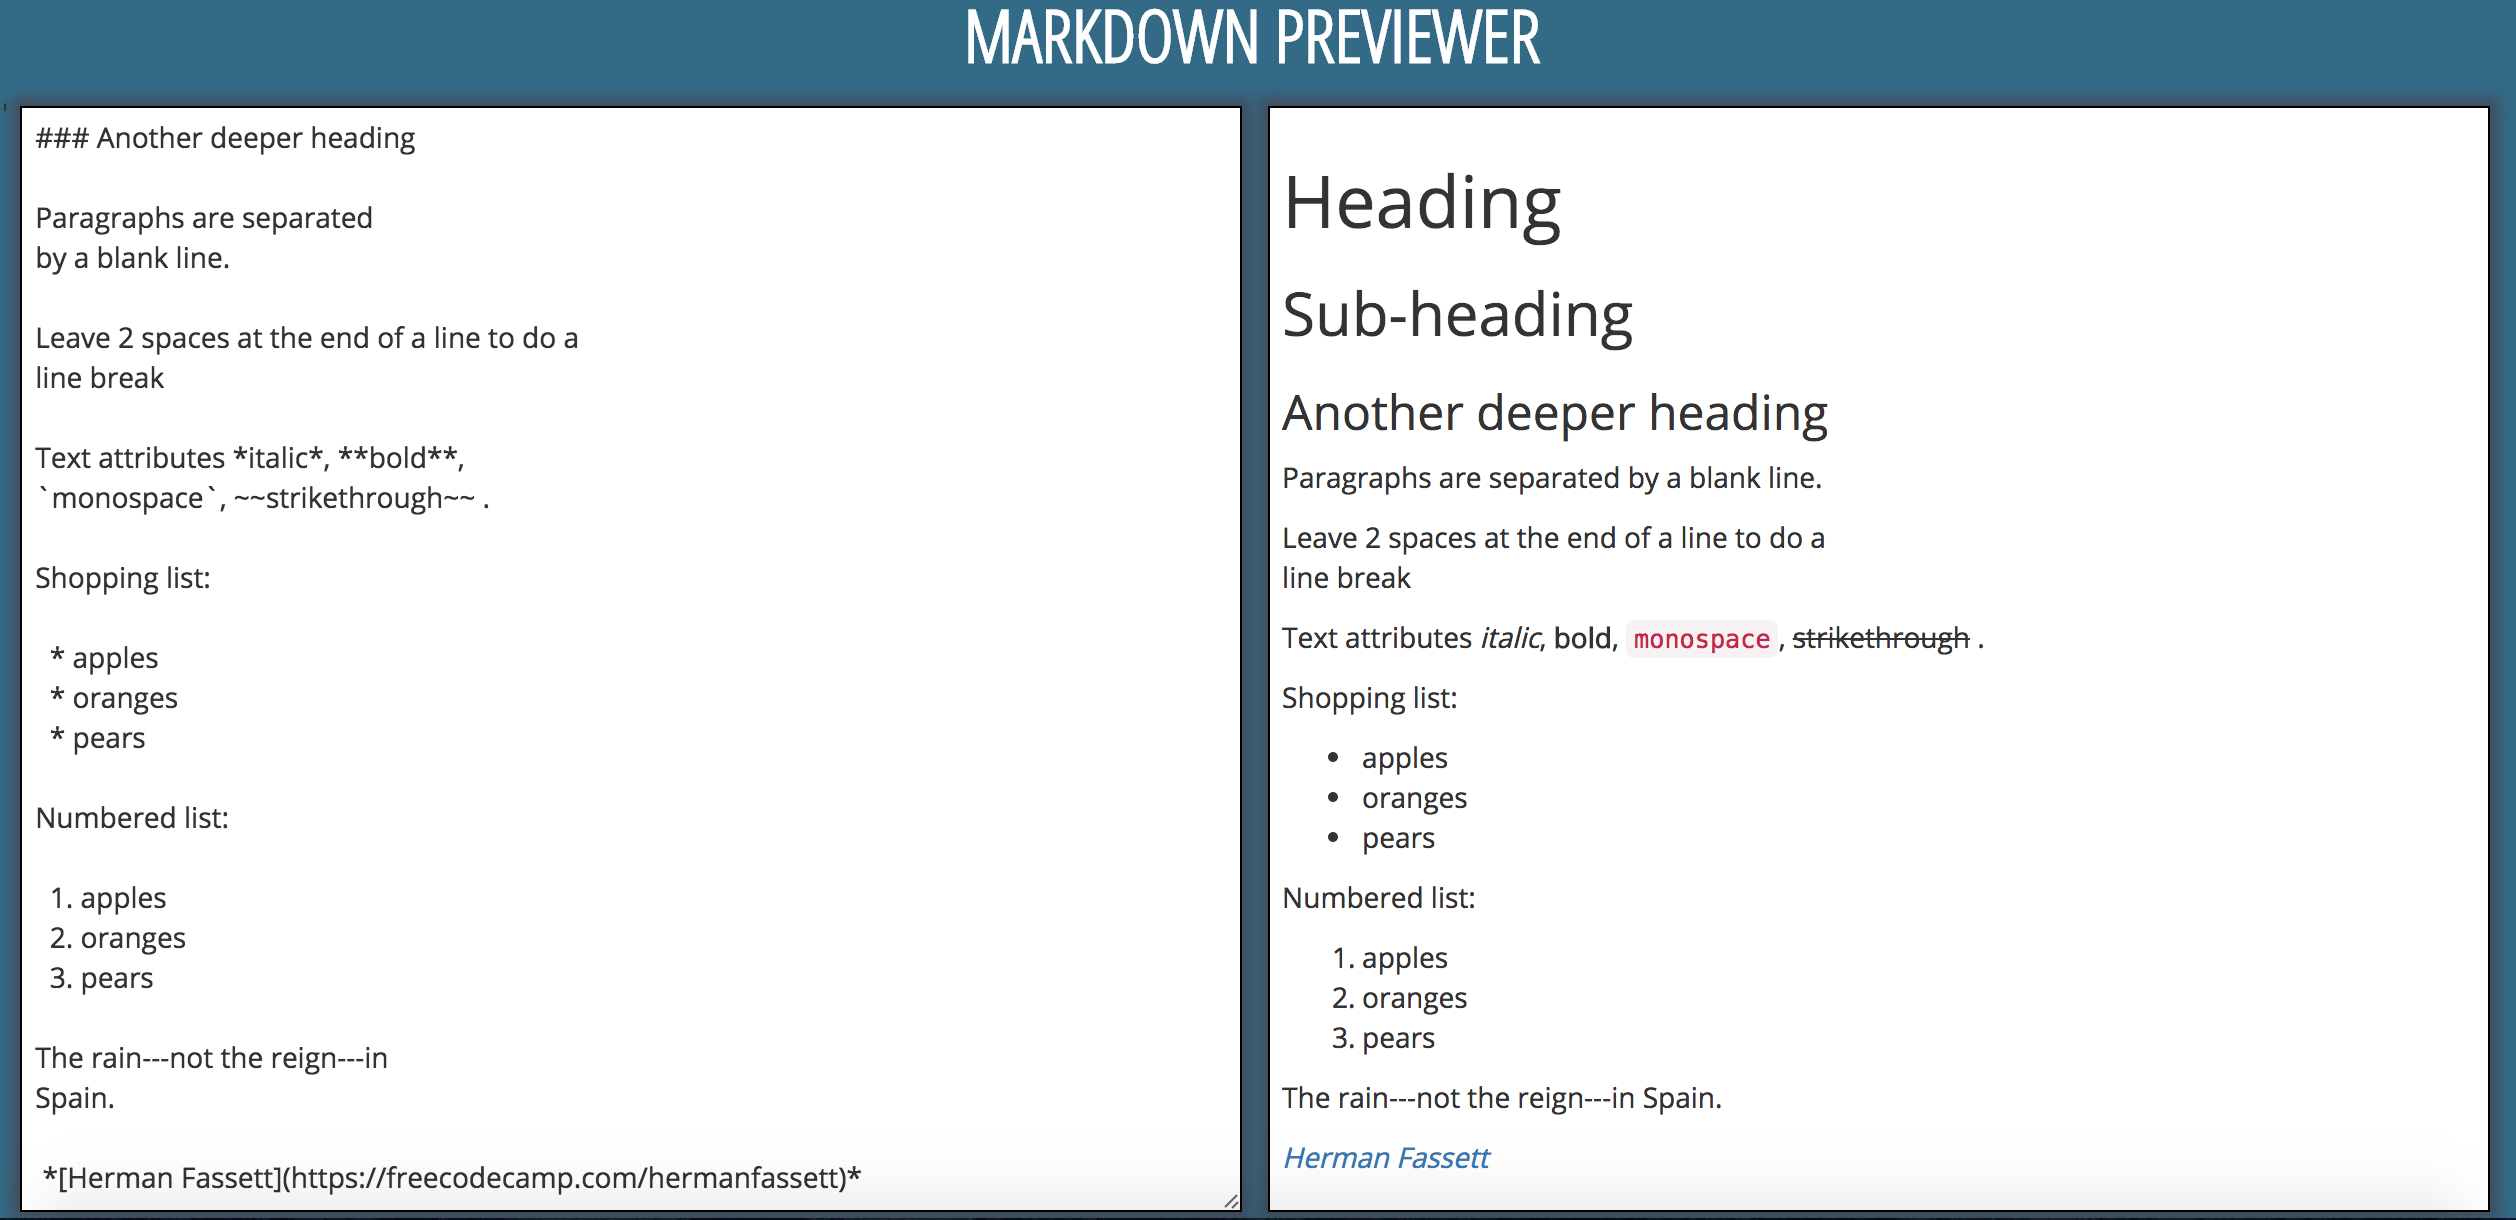 MARKDOWN PREVIEWER
### Another deeper heading
Paragraphs are separated
by a blank line.
Leave 2 spaces at the end of a line to do a
line break
Text attributes *italic*, **bold**,
`monospace`, ~~strikethrough~~ .
Shopping list:
* apples
* oranges
* pears
Numbered list:
1. apples
2. oranges
3. pears
The rain---not the reign---in
Spain.
*[Herman Fassett](https://freecodecamp.com/hermanfassett)*
Heading
Sub-heading
Another deeper heading
Paragraphs are separated by a blank line.
Leave 2 spaces at the end of a line to do a
line break
Text attributes italic, bold, monospace, strikethrough .
Shopping list:
• apples
• oranges
• pears
Numbered list:
1. apples
2. oranges
3. pears
The rain---not the reign---in Spain.
Herman Fassett